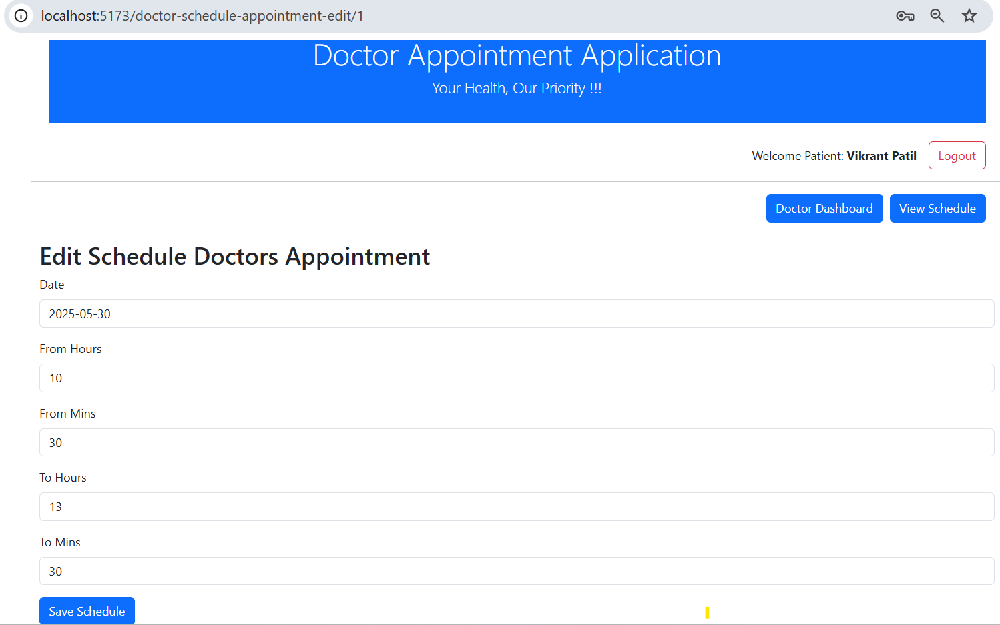 localhost:5173/doctor-schedule-appointment-edit/1
Doctor Appointment Application
Your Health, Our Priority !!!
Welcome Patient: Vikrant Patil Logout
Doctor Dashboard View Schedule
Edit Schedule Doctors Appointment
Date
2025-05-30
From Hours
10
From Mins
30
To Hours
13
To Mins
30
Save Schedule